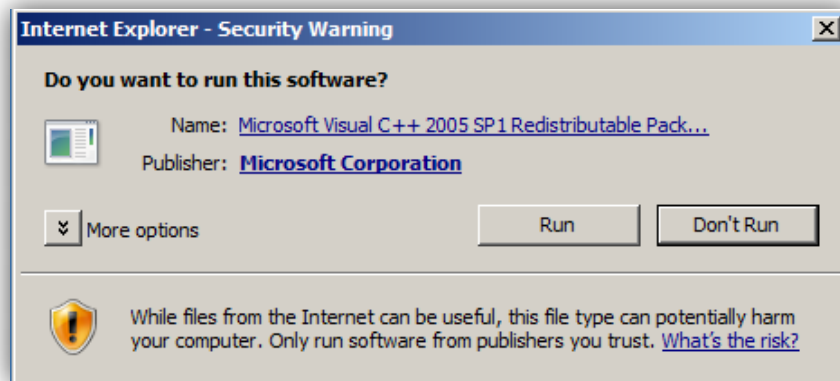 Internet Explorer - Security Warning
Do you want to run this software?
Name: Microsoft Visual C++ 2005 SP1 Redistributable Pack...
Publisher: Microsoft Corporation
More options
Run
Don't Run
While files from the Internet can be useful, this file type can potentially harm
your computer. Only run software from publishers you trust. What's the risk?